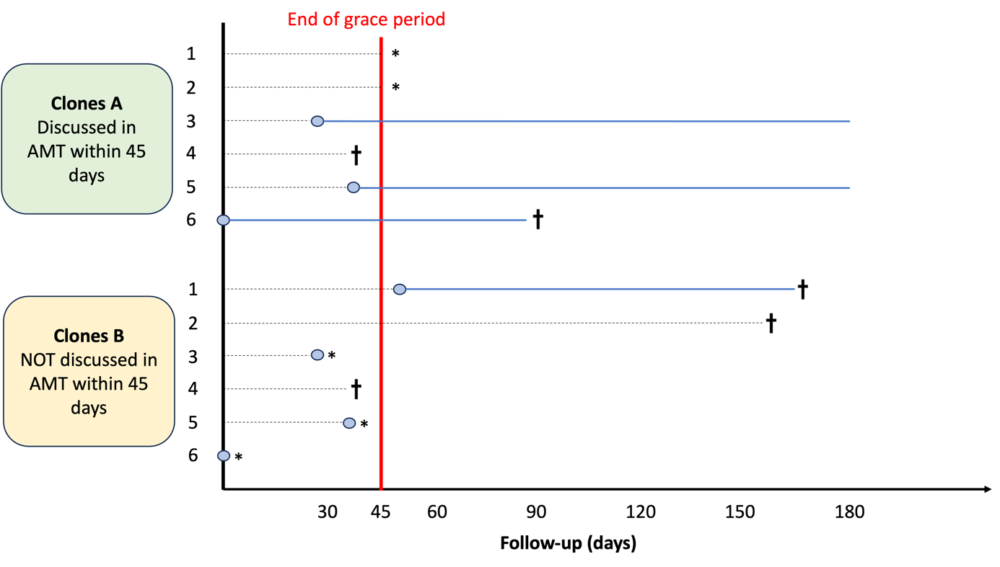 End of grace period
Clones A
Discussed in
AMT within 45
days
1 *
2 *
3
4 †
5
6 †
Clones B
NOT discussed in
AMT within 45
days
1 †
2 †
3 *
4 †
5 *
6 *
30 45 60 90 120 150 180
Follow-up (days)